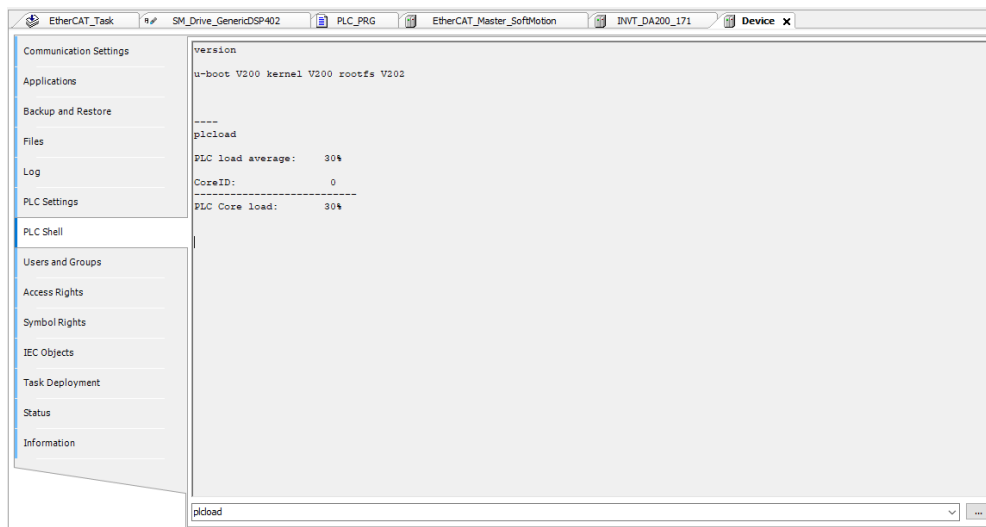 EtherCAT_Task SM_Drive_GenericDSP402 PLC_PRG EtherCAT_Master_SoftMotion INVT_DA200_171 Device
Communication Settings
Applications
Backup and Restore
Files
Log
PLC Settings
PLC Shell
Users and Groups
Access Rights
Symbol Rights
IEC Objects
Task Deployment
Status
Information
version
u-boot V200 kernel V200 rootfs V202
----
plcload
PLC load average: 30%
CoreID: 0
---------------------------
PLC Core load: 30%
plcload
...